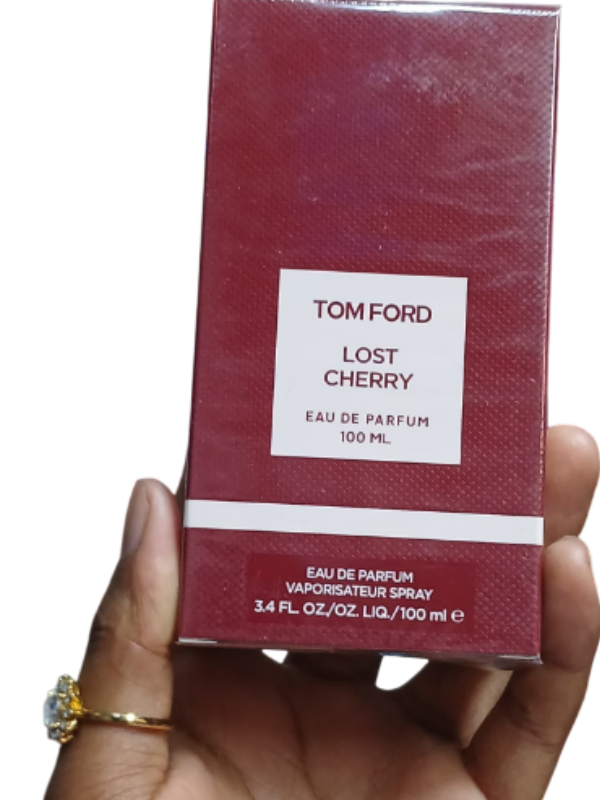 TOM FORD
LOST
CHERRY
EAU DE PARFUM
100 ML
EAU DE PARFUM
VAPORISATEUR SPRAY
3.4 FL. OZ./OZ. LIQ./100 ml ℮